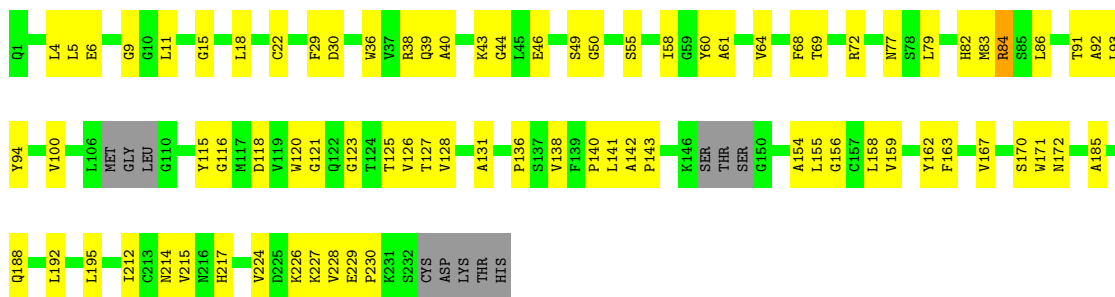 Q1 L4 L5 E6 G9 G10 L11 G15 L18 C22 F29 D30 W36 V37 R38 Q39 A40 K43 G44 L45 E46 S49 G50 S55 I58 G59 Y60 A61 V64 F68 T69 R72 N77 S78 L79 H82 M83 R84 S85 L86 T91 A92
Y94 V100 L106 MET GLY LEU G110 Y115 G116 M117 D118 V119 W120 G121 Q122 G123 T124 T125 V126 T127 V128 A131 P136 S137 V138 F139 P140 L141 A142 P143 K146 SER THR SER G150 A154 L155 G156 C157 L158 V159 Y162 F163 V167 S170 W171 N172 A185
Q188 L192 L195 I212 C213 N214 V215 N216 H217 V224 D225 K226 K227 V228 E229 P230 K231 S232 CYS ASP LYS THR HIS